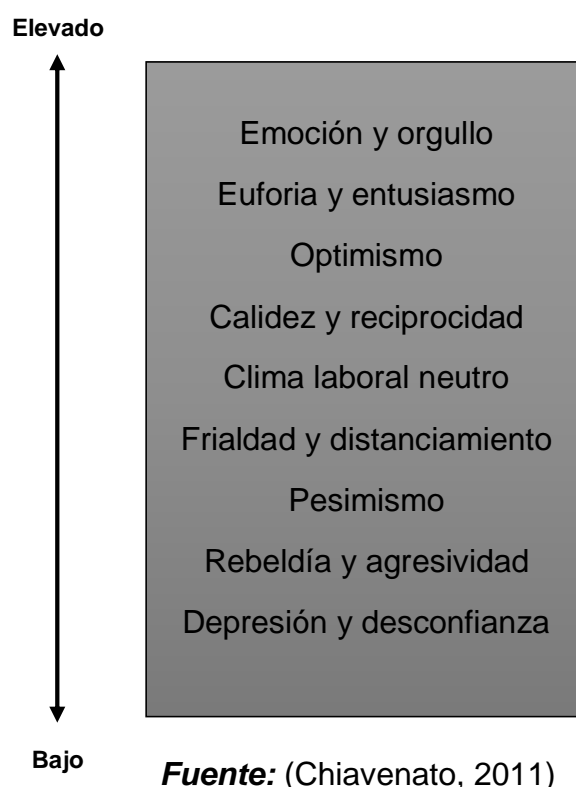 Elevado
Emoción y orgullo
Euforia y entusiasmo
Optimismo
Calidez y reciprocidad
Clima laboral neutro
Frialdad y distanciamiento
Pesimismo
Rebeldía y agresividad
Depresión y desconfianza
Bajo
Fuente: (Chiavenato, 2011)